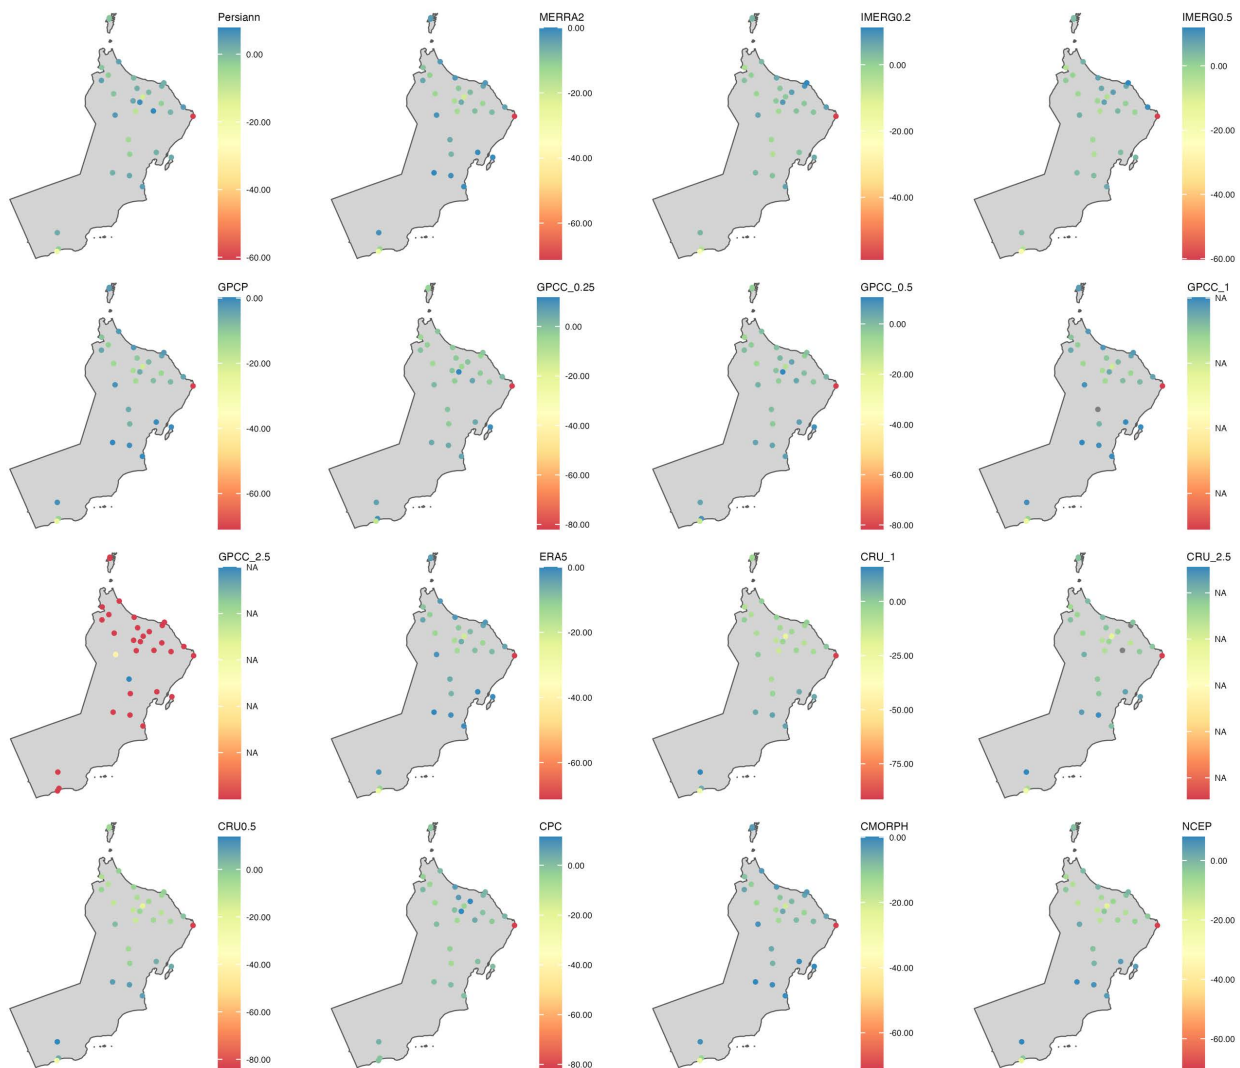 Persiann
0.00
-20.00
-40.00
-60.00
MERRA2
0.00
-20.00
-40.00
-60.00
IMERG0.2
0.00
-20.00
-40.00
IMERG0.5
0.00
-20.00
-40.00
-60.00
GPCP
0.00
-20.00
-40.00
-60.00
GPCC_0.25
0.00
-20.00
-40.00
-60.00
-80.00
GPCC_0.5
0.00
-20.00
-40.00
-60.00
-80.00
GPCC_1
NA
NA
NA
NA
GPCC_2.5
NA
NA
NA
NA
NA
ERA5
0.00
-20.00
-40.00
-60.00
CRU_1
0.00
-25.00
-50.00
-75.00
CRU_2.5
NA
NA
NA
NA
NA
CRU0.5
0.00
-20.00
-40.00
-60.00
-80.00
CPC
0.00
-20.00
-40.00
-60.00
-80.00
CMORPH
0.00
-20.00
-40.00
-60.00
NCEP
0.00
-20.00
-40.00
-60.00